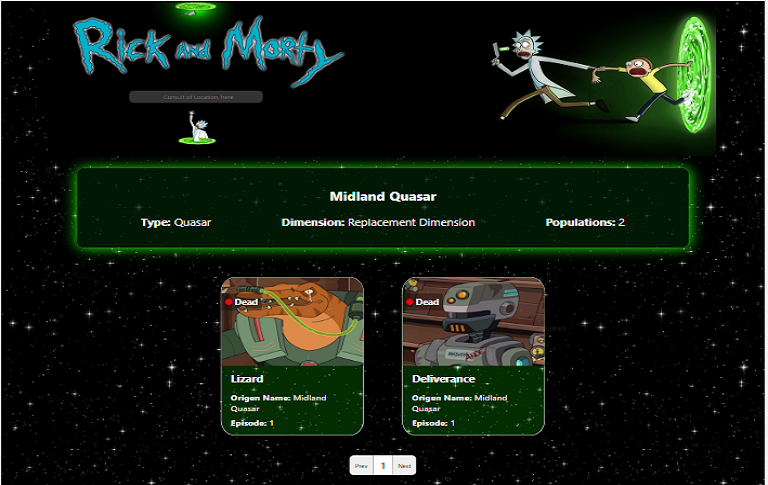 Rick and Morty
Consult of Location, here
Midland Quasar
Type: Quasar
Dimension: Replacement Dimension
Populations: 2
Dead
Lizard
Origen Name: Midland
Quasar
Episode: 1
Dead
Deliverance
Origen Name: Midland
Quasar
Episode: 1
Prev
1
Next